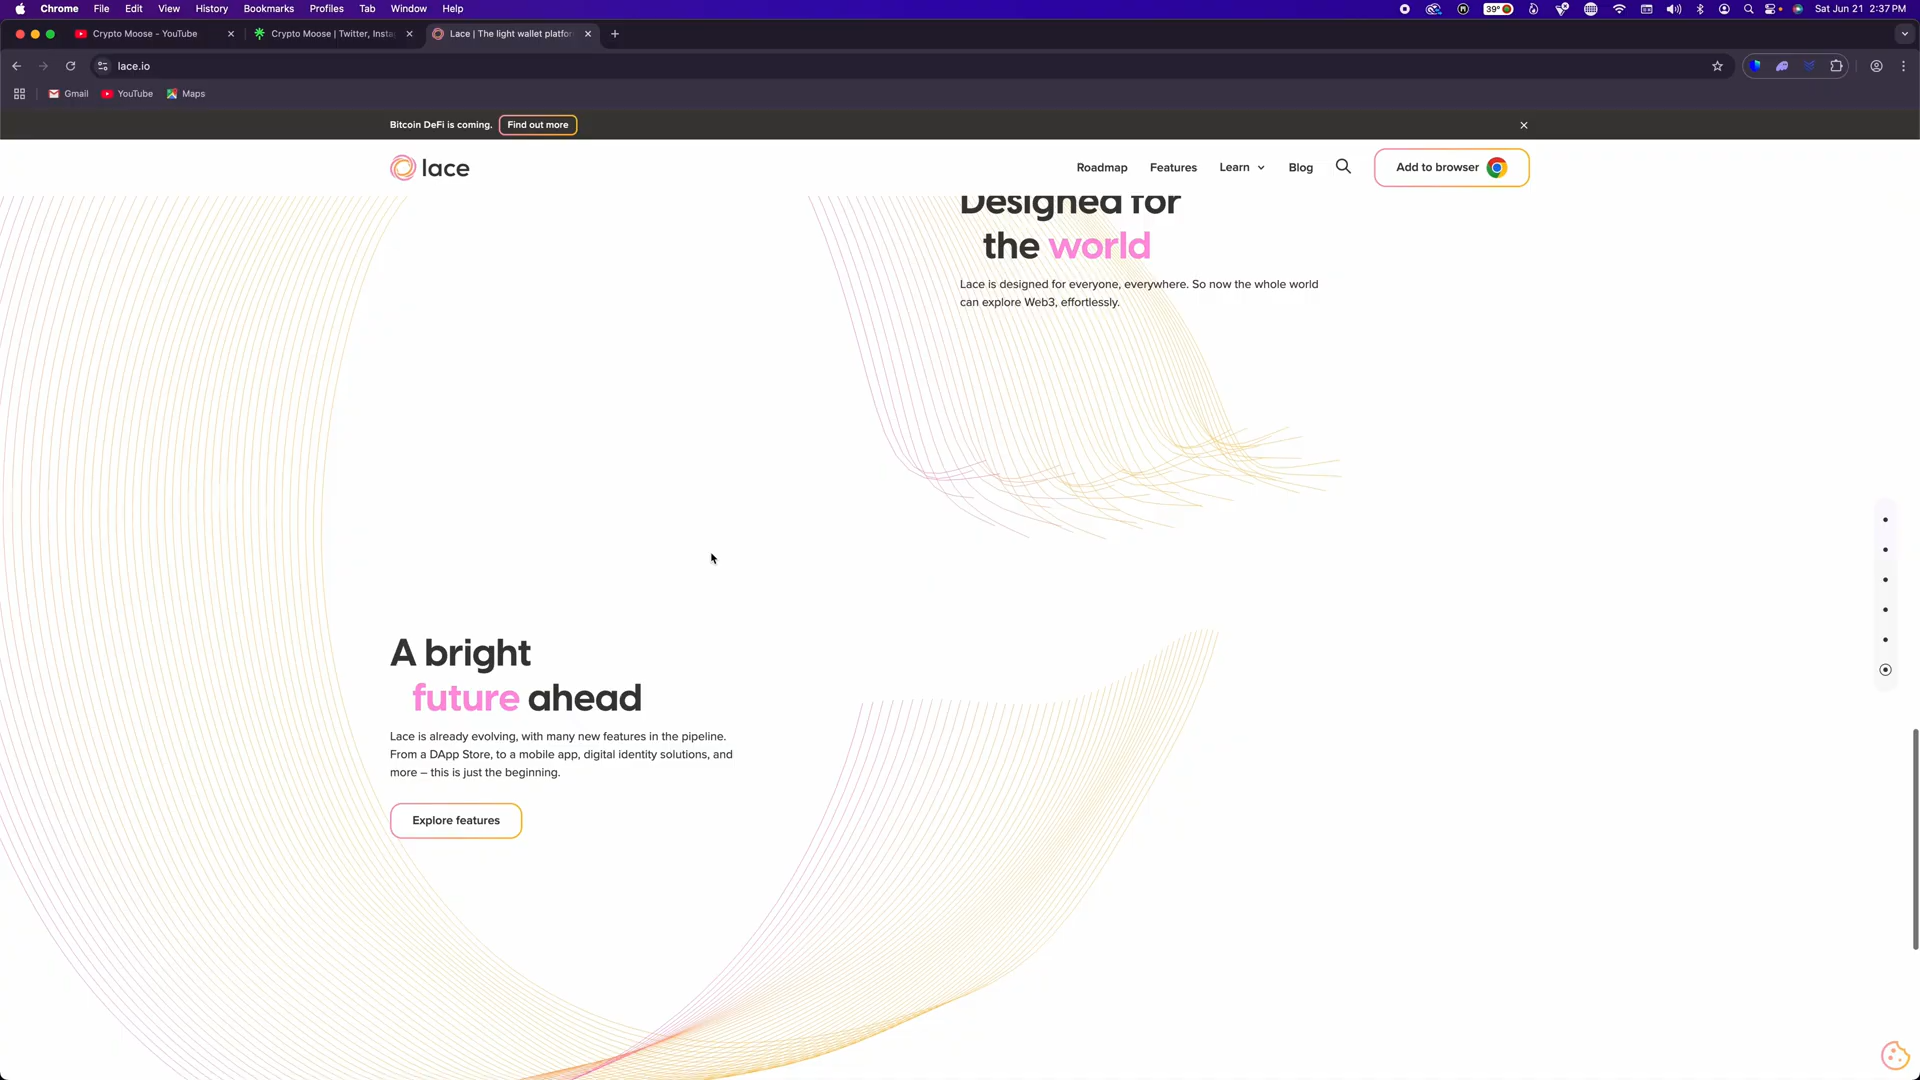 Chrome File Edit View History Bookmarks Profiles Tab Window Help 39° Sat Jun 21 2:37 PM
Crypto Moose - YouTube Crypto Moose | Twitter, Insta Lace | The light wallet platfor
lace.io
Gmail YouTube Maps
Bitcoin DeFi is coming. Find out more
lace Roadmap Features Learn Blog Add to browser
Designed for
the world
Lace is designed for everyone, everywhere. So now the whole world
can explore Web3, effortlessly.
A bright
future ahead
Lace is already evolving, with many new features in the pipeline.
From a DApp Store, to a mobile app, digital identity solutions, and
more – this is just the beginning.
Explore features